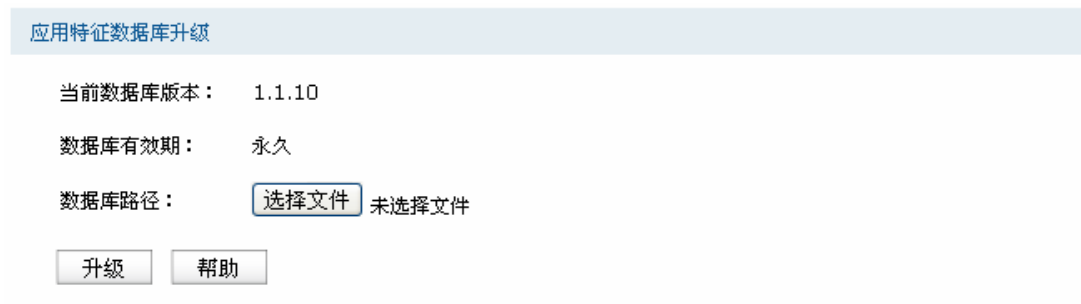 应用特征数据库升级
当前数据库版本： 1.1.10
数据库有效期： 永久
数据库路径： 选择文件 未选择文件
升级 帮助